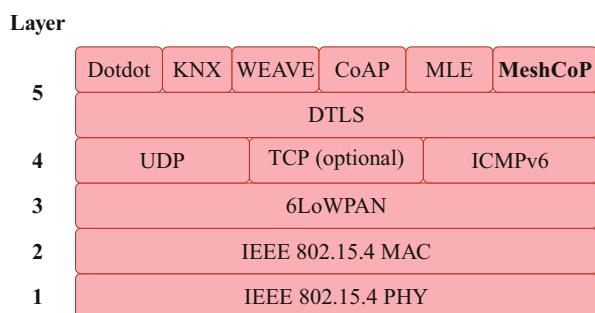 Layer
Dotdot KNX WEAVE CoAP MLE MeshCoP
5
DTLS
4 UDP TCP (optional) ICMPv6
3 6LoWPAN
2 IEEE 802.15.4 MAC
1 IEEE 802.15.4 PHY